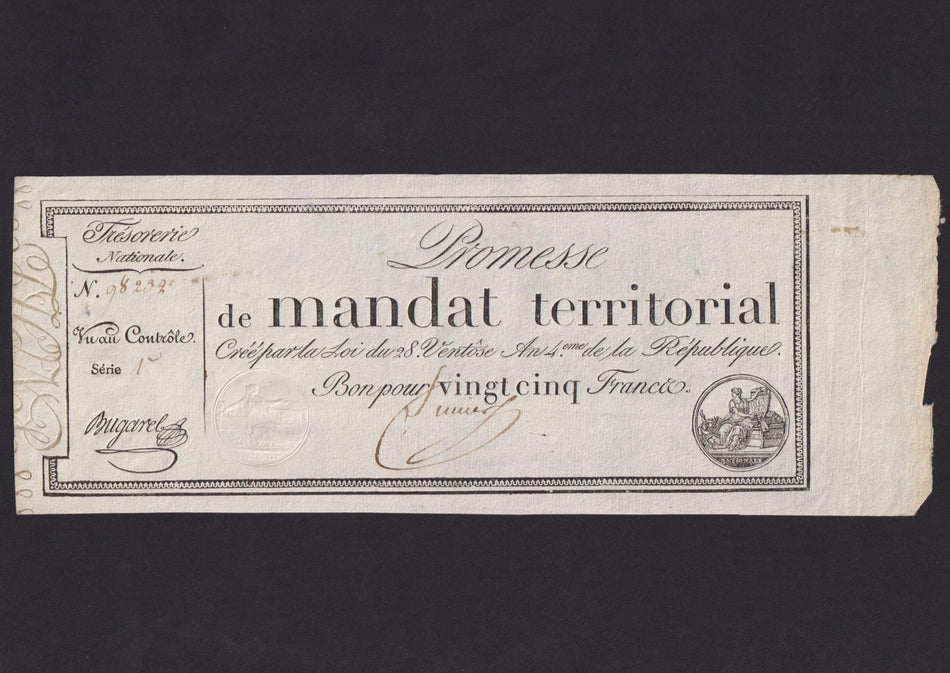 Trésorerie
Nationale.
N. 98232
Vu au Contrôle.
Série 1
Bugarel
Promesse
de mandat territorial
Créé par la Loi du 28. Ventôse An 4.eme de la République.
Bon pour vingt cinq Francs.
NATIONALE